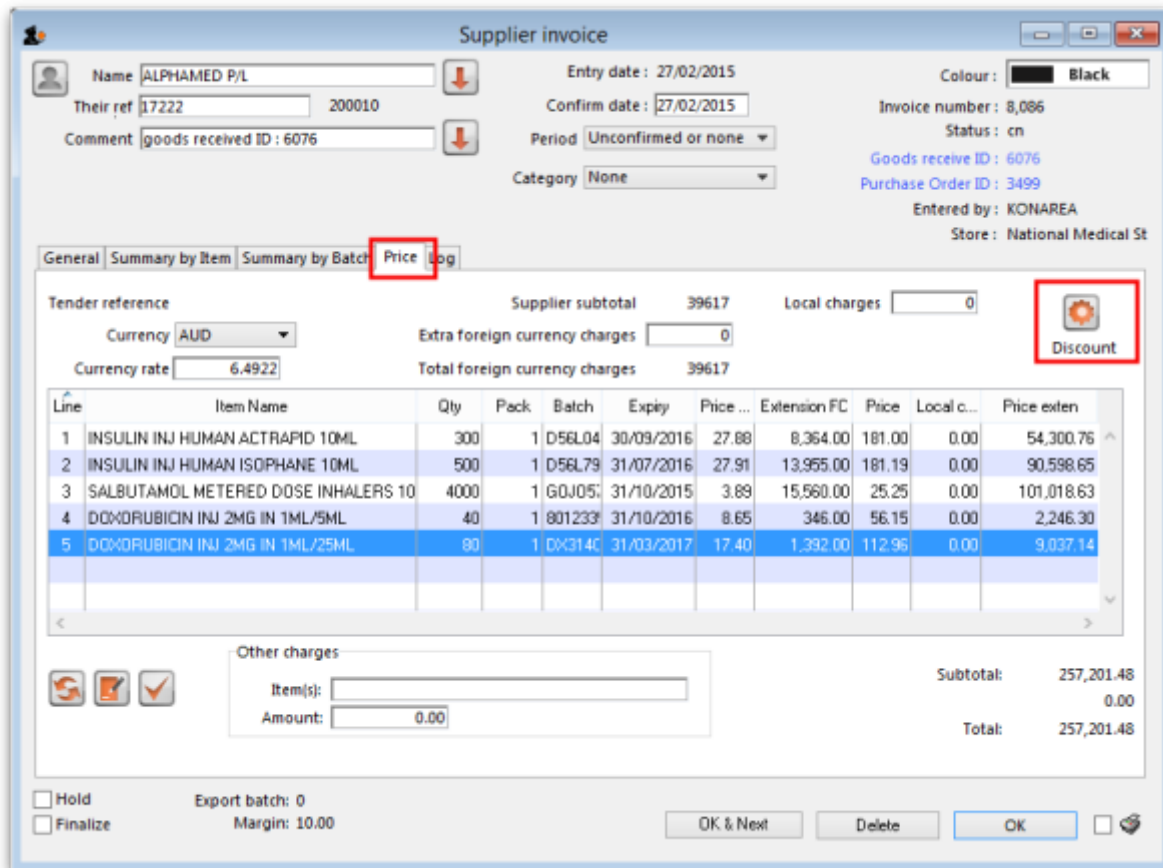 Supplier invoice
Name ALPHAMED P/L Entry date : 27/02/2015 Colour : Black
Their ref 17222 200010 Confirm date : 27/02/2015 Invoice number : 8,086
Comment goods received ID : 6076 Period Unconfirmed or none Status : cn
Goods receive ID : 6076
Category None Purchase Order ID : 3499
Entered by : KONAREA
Store : National Medical St
General Summary by Item Summary by Batch Price Log
Tender reference Supplier subtotal 39617 Local charges 0
Currency AUD Extra foreign currency charges 0
Discount
Currency rate 6.4922 Total foreign currency charges 39617
Line Item Name Qty Pack Batch Expiry Price ... Extension FC Price Local c... Price exten
1 INSULIN INJ HUMAN ACTRAPID 10ML 300 1 D56L04 30/09/2016 27.88 8,364.00 181.00 0.00 54,300.76
2 INSULIN INJ HUMAN ISOPHANE 10ML 500 1 D56L79 31/07/2016 27.91 13,955.00 181.19 0.00 90,598.65
3 SALBUTAMOL METERED DOSE INHALERS 10 4000 1 31/10/2015 3.89 15,560.00 25.25 0.00 101,018.63
4 DOXORUBICIN INJ 2MG IN 1ML/5ML 40 1 31/10/2016 8.65 346.00 56.15 0.00 2,246.30
5 DOXORUBICIN INJ 2MG IN 1ML/25ML 80 1 31/03/2017 17.40 1,392.00 112.96 0.00 9,037.14
Other charges
Item(s): Subtotal: 257,201.48
0.00
Amount: 0.00 Total: 257,201.48
Hold Export batch: 0
Finalize Margin: 10.00 OK & Next Delete OK